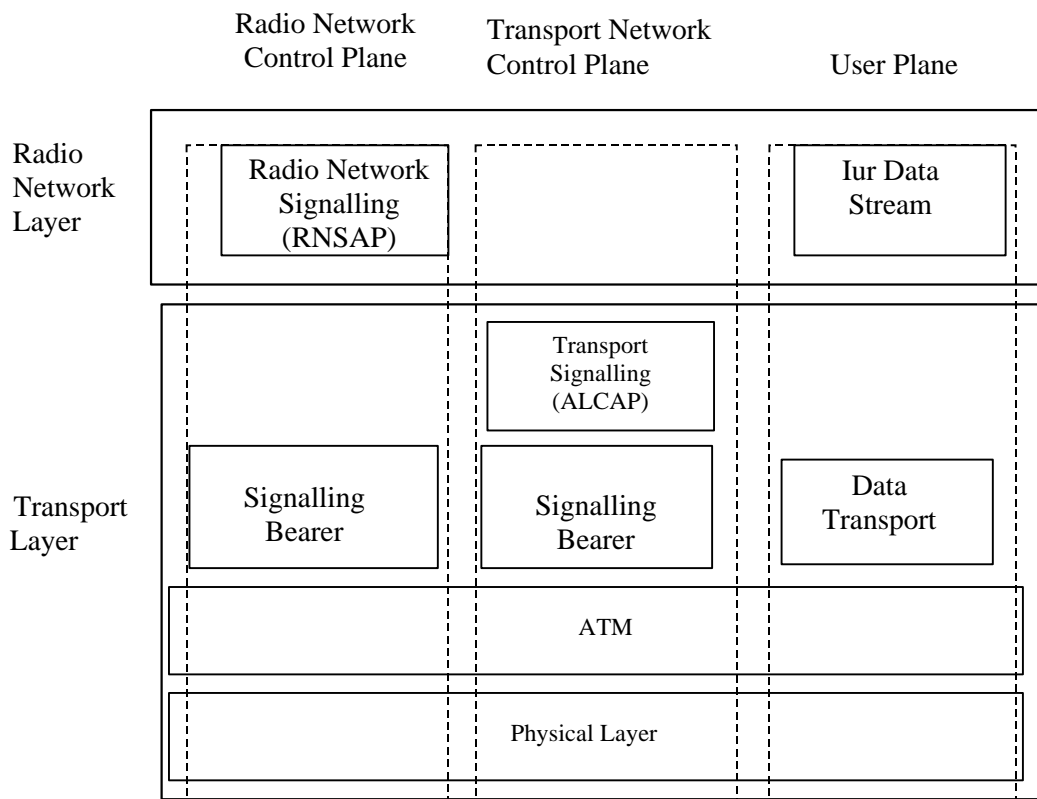 Radio Network
Control Plane
Transport Network
Control Plane
User Plane
Radio
Network
Layer
Radio Network
Signalling
(RNSAP)
Iur Data
Stream
Transport
Signalling
(ALCAP)
Transport
Layer
Signalling
Bearer
Signalling
Bearer
Data
Transport
ATM
Physical Layer